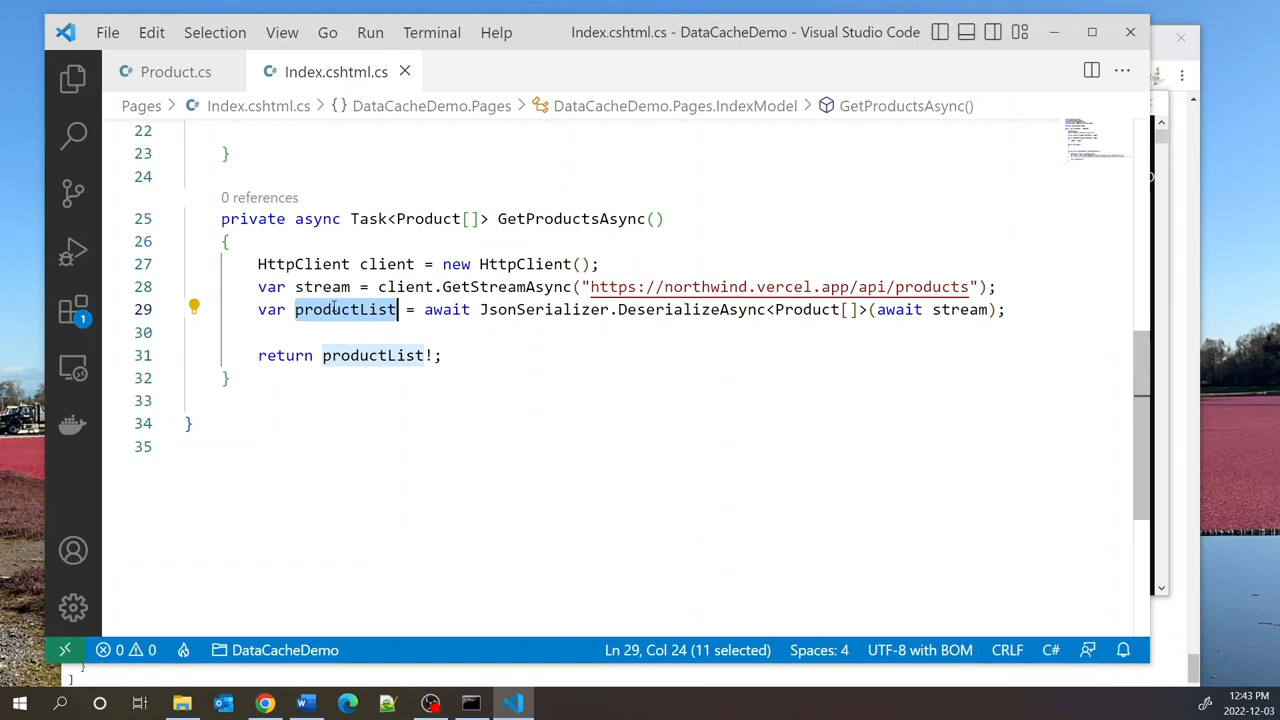 File Edit Selection View Go Run Terminal Help Index.cshtml.cs - DataCacheDemo - Visual Studio Code
Product.cs Index.cshtml.cs
Pages > Index.cshtml.cs > {} DataCacheDemo.Pages > DataCacheDemo.Pages.IndexModel > GetProductsAsync()
22
23 }
24
0 references
25 private async Task<Product[]> GetProductsAsync()
26 {
27 HttpClient client = new HttpClient();
28 var stream = client.GetStreamAsync("https://northwind.vercel.app/api/products");
29 var productList = await JsonSerializer.DeserializeAsync<Product[]>(await stream);
30
31 return productList!;
32 }
33
34 }
35
1
0 0 DataCacheDemo Ln 29, Col 24 (11 selected) Spaces: 4 UTF-8 with BOM CRLF C#
}
]
12:43 PM
2022-12-03